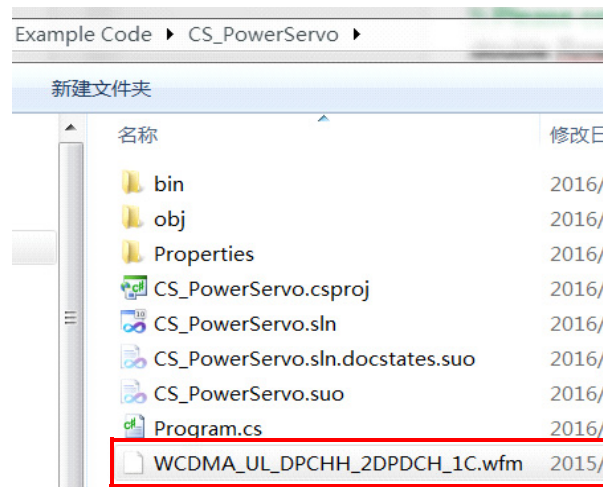 Example Code ▸ CS_PowerServo ▸
新建文件夹
名称 修改日
bin 2016/
obj 2016/
Properties 2016/
CS_PowerServo.csproj 2016/
CS_PowerServo.sln 2016/
CS_PowerServo.sln.docstates.suo 2016/
CS_PowerServo.suo 2016/
Program.cs 2016/
WCDMA_UL_DPCHH_2DPDCH_1C.wfm 2015/